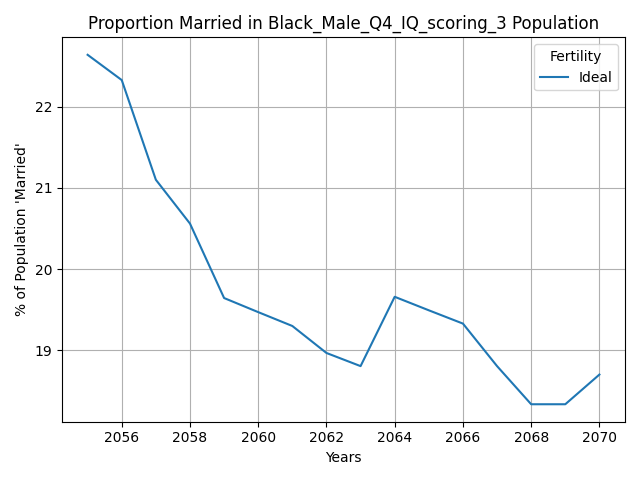 Proportion Married in Black_Male_Q4_IQ_scoring_3 Population
Fertility
Ideal
% of Population 'Married'
22
21
20
19
2056 2058 2060 2062 2064 2066 2068 2070
Years